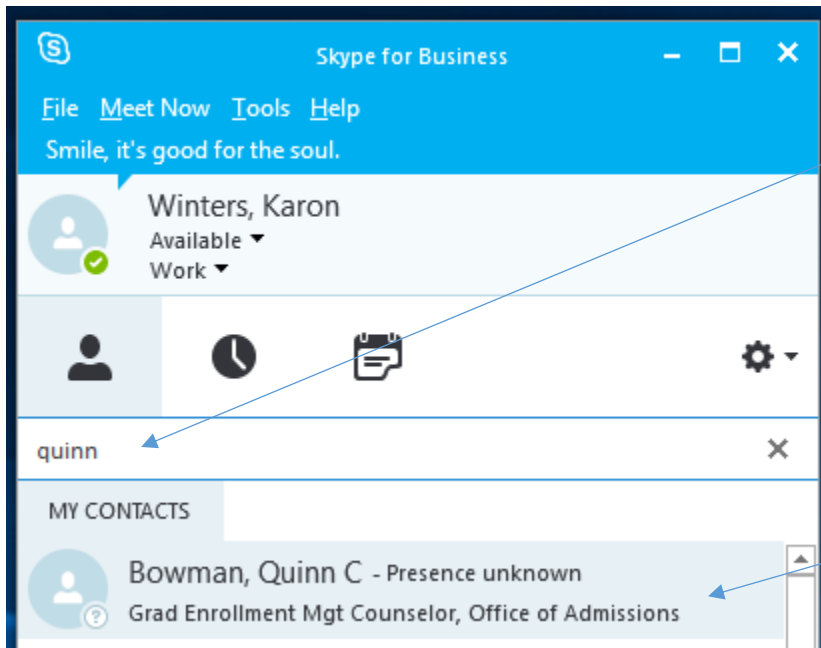 Skype for Business
File Meet Now Tools Help
Smile, it's good for the soul.
Winters, Karon
Available
Work
quinn
MY CONTACTS
Bowman, Quinn C - Presence unknown
Grad Enrollment Mgt Counselor, Office of Admissions